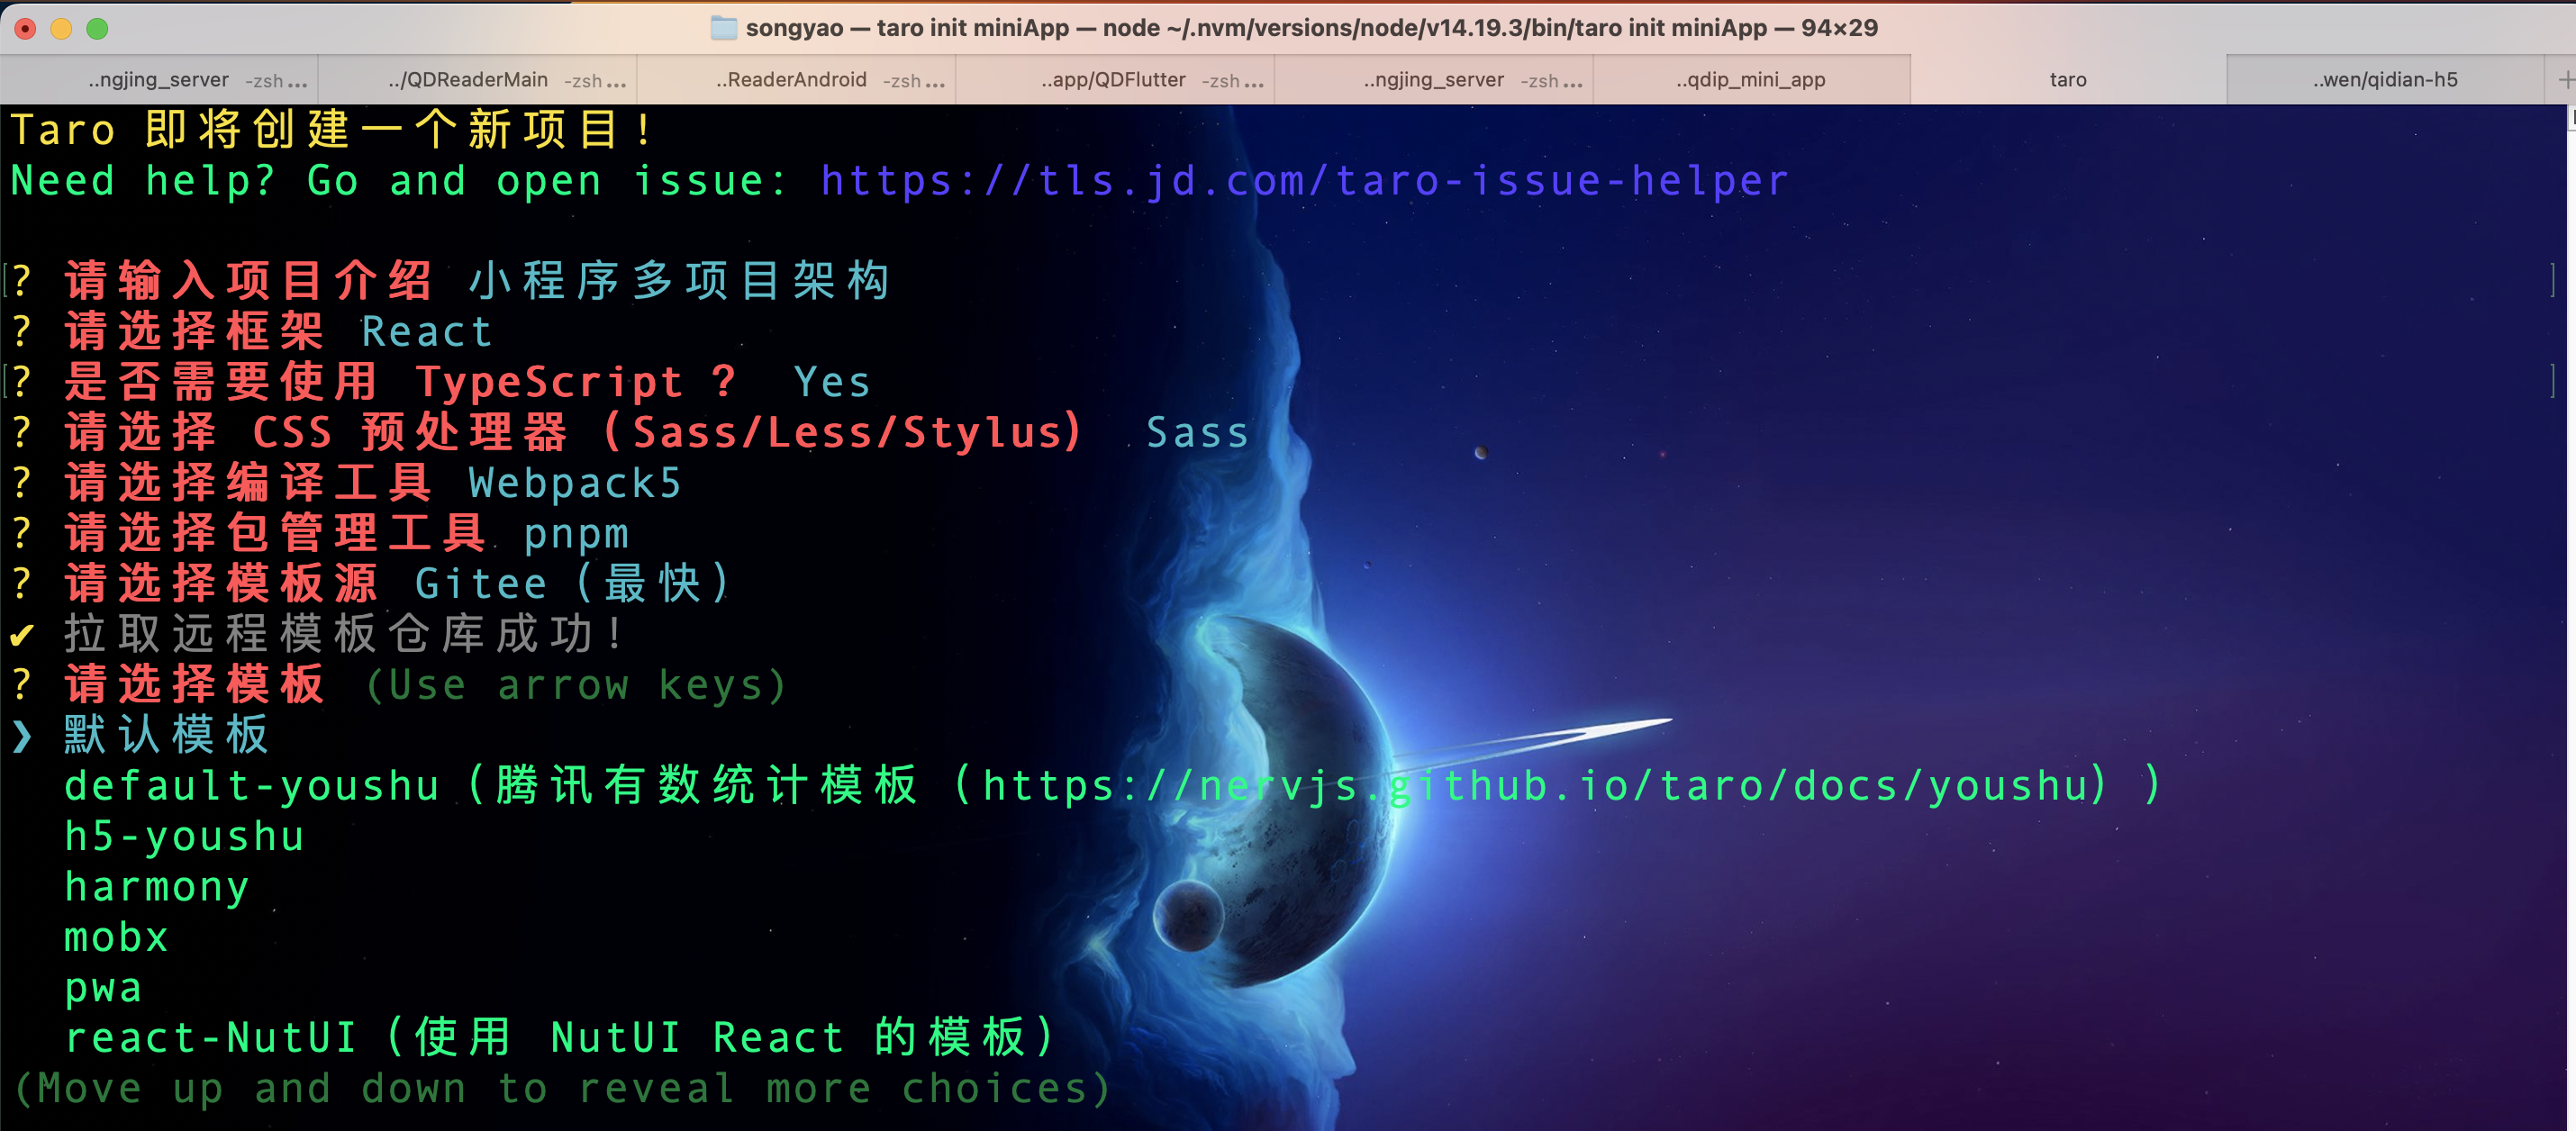 songyao — taro init miniApp — node ~/.nvm/versions/node/v14.19.3/bin/taro init miniApp — 94×29
..ngjing_server -zsh ... ../QDReaderMain -zsh ... ..ReaderAndroid -zsh ... ..app/QDFlutter -zsh ... ..ngjing_server -zsh ... ..qdip_mini_app taro ..wen/qidian-h5 +
Taro 即将创建一个新项目!
Need help? Go and open issue: https://tls.jd.com/taro-issue-helper
[? 请输入项目介绍 小程序多项目架构 ]
? 请选择框架 React
[? 是否需要使用 TypeScript ? Yes ]
? 请选择 CSS 预处理器（Sass/Less/Stylus） Sass
? 请选择编译工具 Webpack5
? 请选择包管理工具 pnpm
? 请选择模板源 Gitee（最快）
✔ 拉取远程模板仓库成功！
? 请选择模板 (Use arrow keys)
❯ 默认模板
default-youshu（腾讯有数统计模板（https://nervjs.github.io/taro/docs/youshu））
h5-youshu
harmony
mobx
pwa
react-NutUI（使用 NutUI React 的模板）
(Move up and down to reveal more choices)